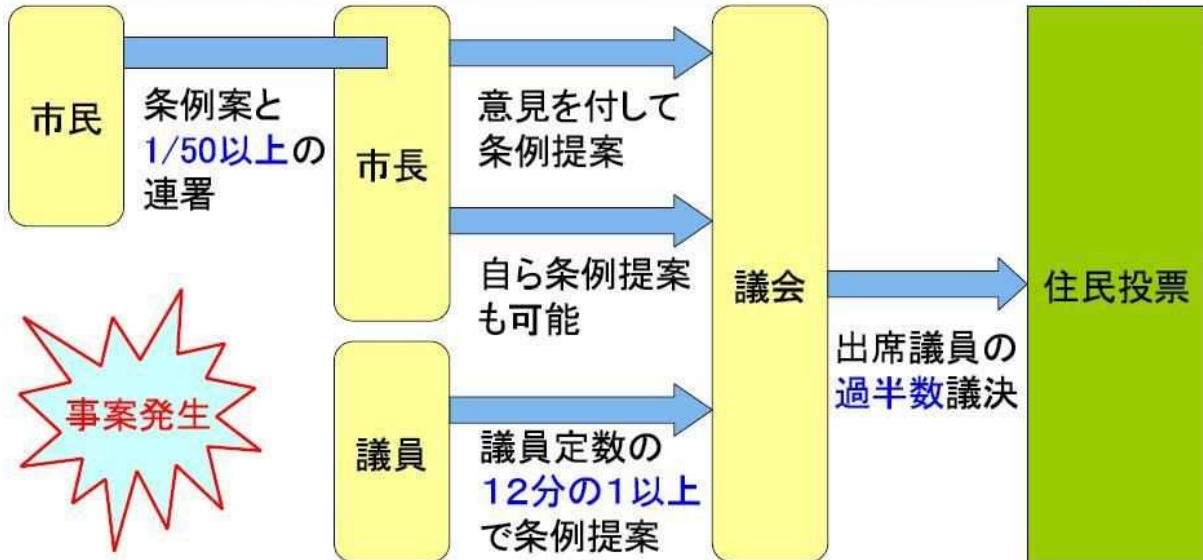 市民
条例案と
1/50以上の
連署
市長
意見を付して
条例提案
自ら条例提案
も可能
事案発生
議員
議員定数の
12分の1以上
で条例提案
議会
出席議員の
過半数議決
住民投票